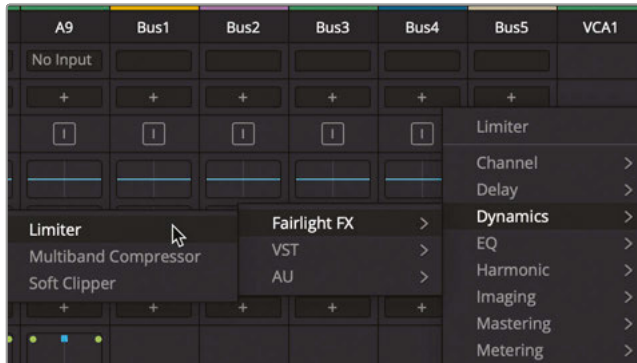 A9 Bus1 Bus2 Bus3 Bus4 Bus5 VCA1
No Input
+ + + + + +
I I I I I
Limiter
Channel >
Delay >
Dynamics >
EQ >
Harmonic >
Imaging >
Mastering >
Metering >
Fairlight FX >
VST >
AU >
Limiter
Multiband Compressor
Soft Clipper
+ + + + +